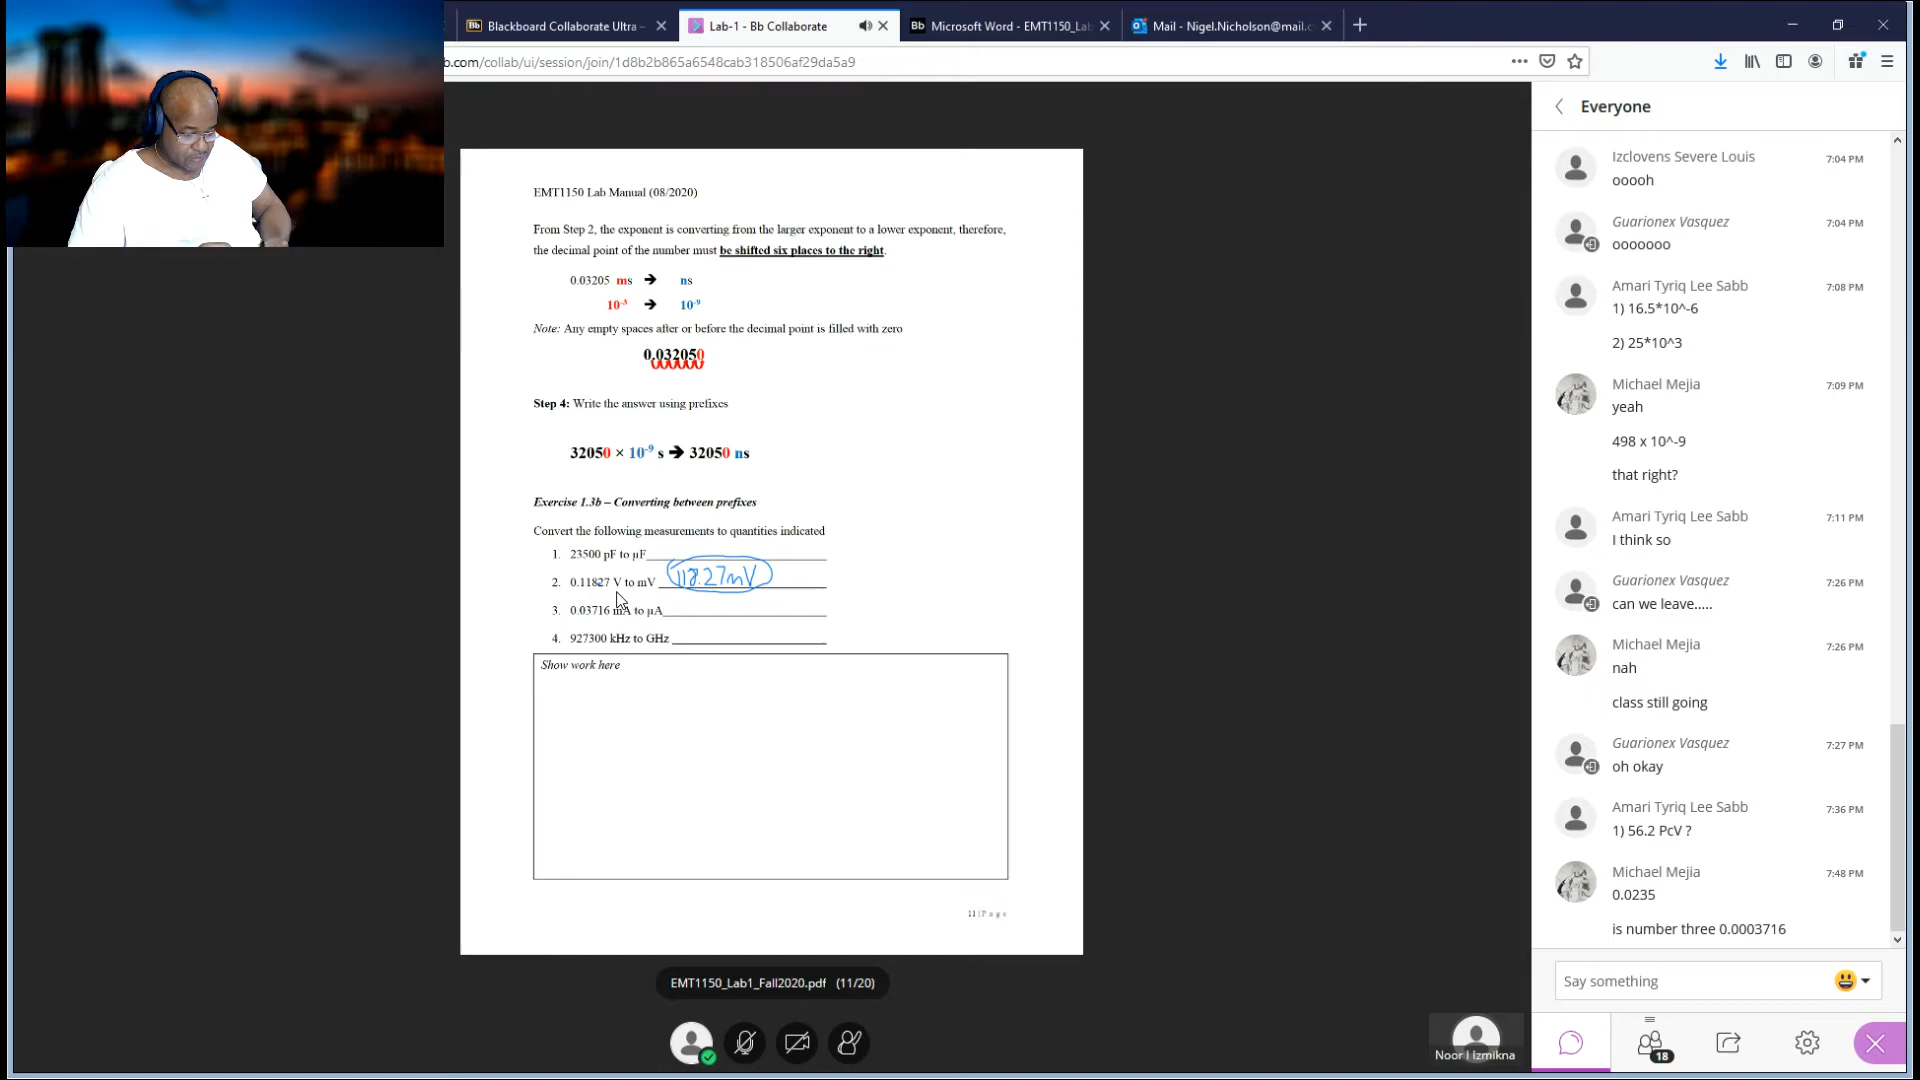 Blackboard Collaborate Ultra –
Lab-1 - Bb Collaborate
Bb Microsoft Word - EMT1150_Lab
Mail - Nigel.Nicholson@mail.c
b.com/collab/ui/session/join/1d8b2b865a6548cab318506af29da5a9
EMT1150 Lab Manual (08/2020)
From Step 2, the exponent is converting from the larger exponent to a lower exponent, therefore,
the decimal point of the number must be shifted six places to the right.
0.03205 ms ➔ ns
10⁻³ ➔ 10⁻⁹
Note: Any empty spaces after or before the decimal point is filled with zero
0.032050
Step 4: Write the answer using prefixes
32050 × 10⁻⁹ s ➔ 32050 ns
Exercise 1.3b – Converting between prefixes
Convert the following measurements to quantities indicated
1. 23500 pF to µF
2. 0.11827 V to mV 118.27mV
3. 0.03716 mA to µA
4. 927300 kHz to GHz
Show work here
11 | Page
EMT1150_Lab1_Fall2020.pdf (11/20)
Everyone
Izclovens Severe Louis 7:04 PM
ooooh
Guarionex Vasquez 7:04 PM
ooooooo
Amari Tyriq Lee Sabb 7:08 PM
1) 16.5*10^-6
2) 25*10^3
Michael Mejia 7:09 PM
yeah
498 x 10^-9
that right?
Amari Tyriq Lee Sabb 7:11 PM
I think so
Guarionex Vasquez 7:26 PM
can we leave.....
Michael Mejia 7:26 PM
nah
class still going
Guarionex Vasquez 7:27 PM
oh okay
Amari Tyriq Lee Sabb 7:36 PM
1) 56.2 PcV ?
Michael Mejia 7:48 PM
0.0235
is number three 0.0003716
Say something
Noor I Izmikna
18